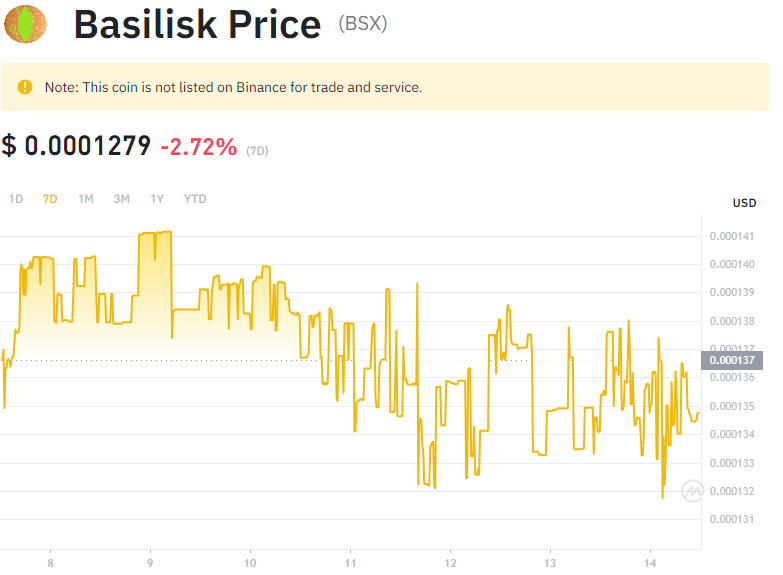 Basilisk Price (BSX)
Note: This coin is not listed on Binance for trade and service.
$ 0.0001279 -2.72% (7D)
1D 7D 1M 3M 1Y YTD
USD
0.000141
0.000140
0.000139
0.000138
0.000137
0.000137
0.000136
0.000135
0.000134
0.000133
0.000132
0.000131
8 9 10 11 12 13 14